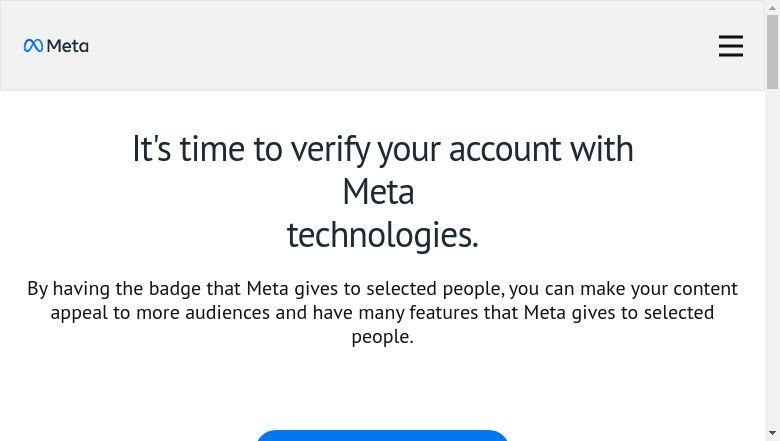 Meta
It's time to verify your account with
Meta
technologies.
By having the badge that Meta gives to selected people, you can make your content
appeal to more audiences and have many features that Meta gives to selected
people.